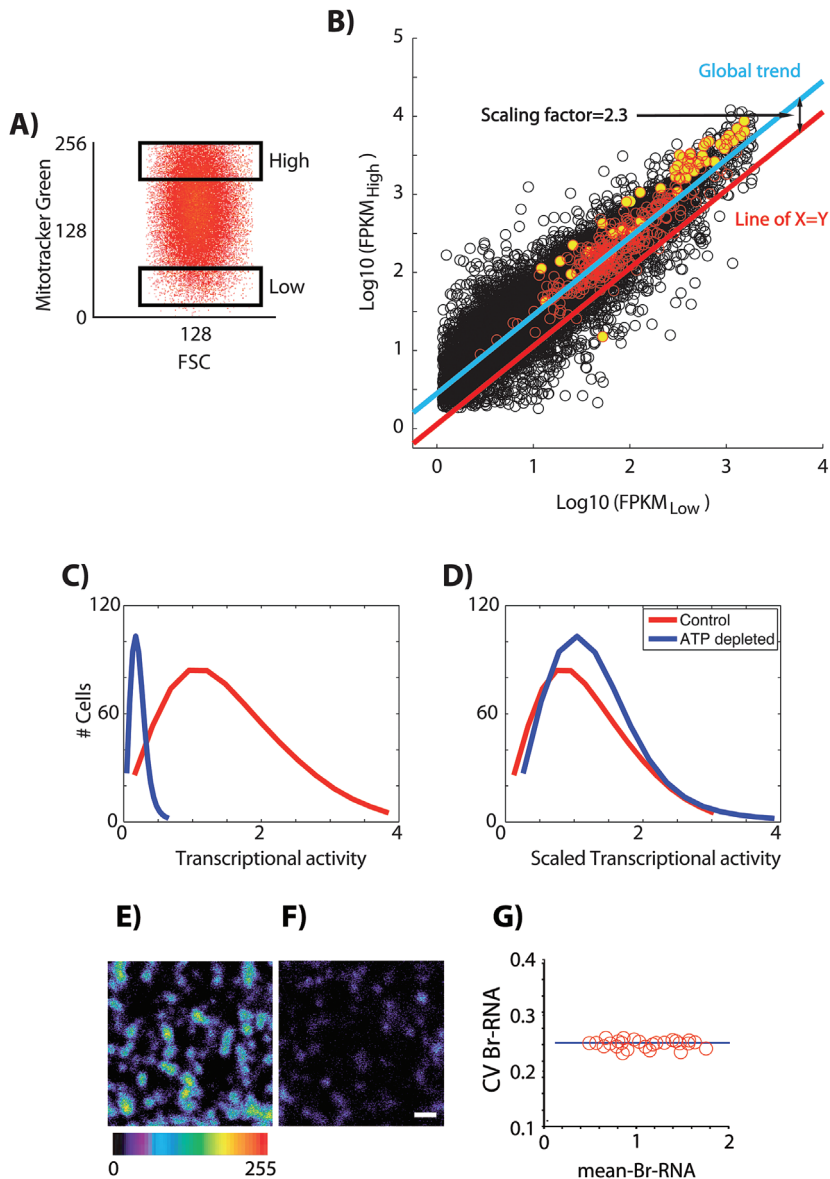 A)
Mitotracker Green
256
128
0
High
Low
128
FSC
B)
Log10 (FPKM High )
5
4
3
2
1
0
Global trend
Scaling factor=2.3
Line of X=Y
0 1 2 3 4
Log10 (FPKM Low )
C)
# Cells
120
60
0
0 2 4
Transcriptional activity
D)
120
60
0
Control
ATP depleted
0 2 4
Scaled Transcriptional activity
E)
0 255
F)
G)
CV Br-RNA
0.4
0.3
0.2
0.1
0 1 2
mean-Br-RNA